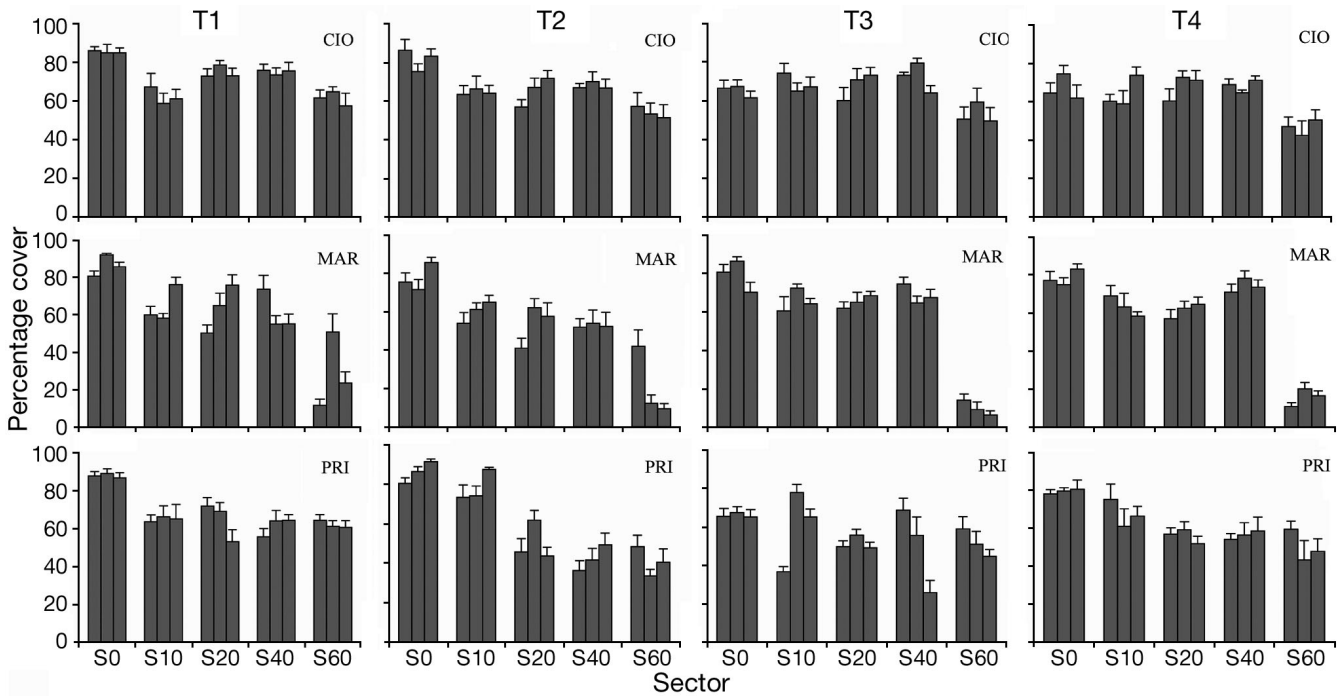 T1 T2 T3 T4
100 CIO CIO CIO CIO
80
60
40
20
0
100 MAR MAR MAR MAR
80
60
40
20
0
100 PRI PRI PRI PRI
80
60
40
20
0
Percentage cover
S0 S10 S20 S40 S60 S0 S10 S20 S40 S60 S0 S10 S20 S40 S60 S0 S10 S20 S40 S60
Sector